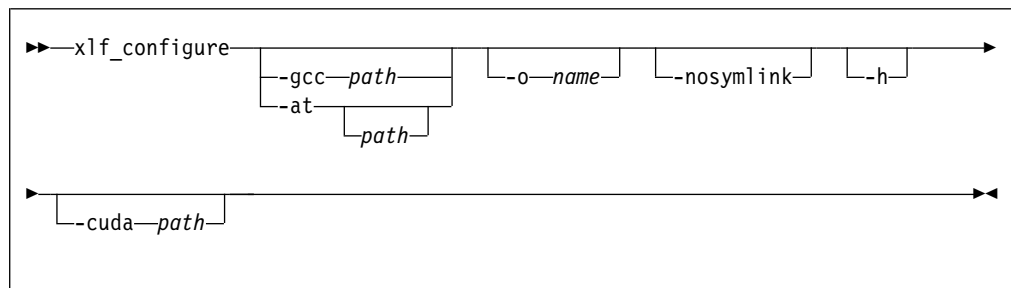 xlf_configure -gcc path -o name -nosymlink -h
-at path
-cuda path